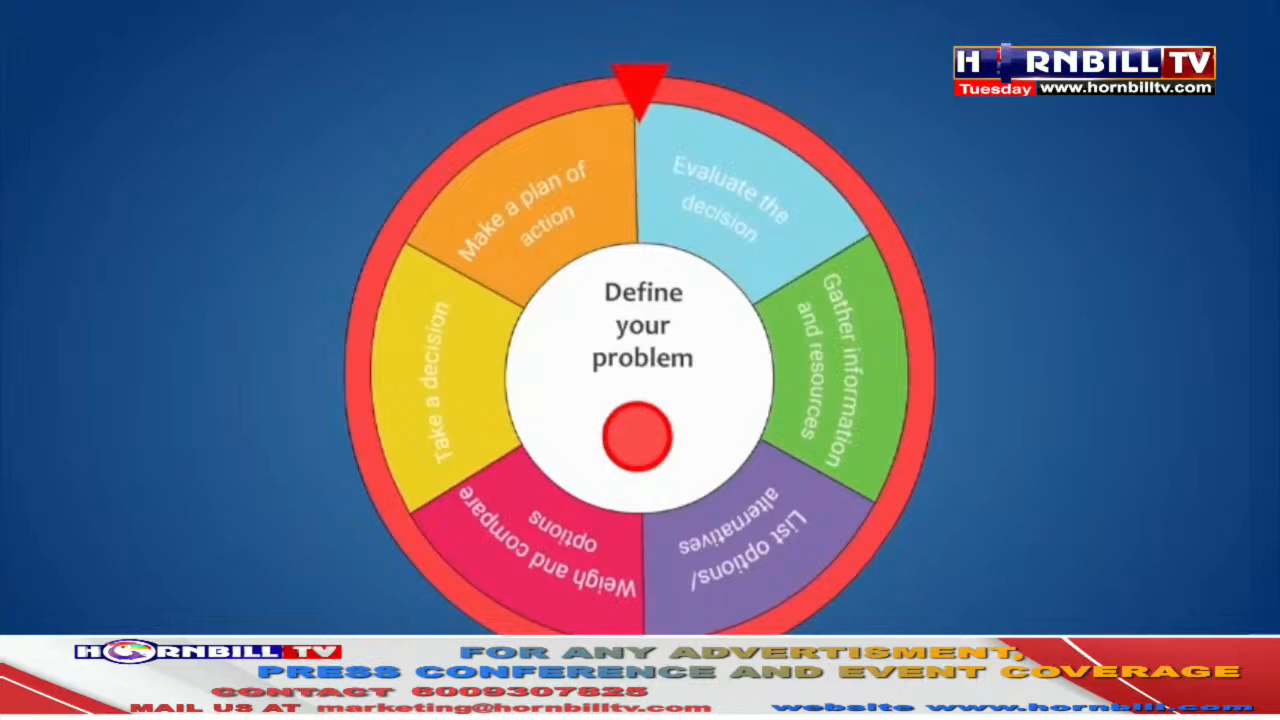 H RNBILL TV
Tuesday www.hornbilltv.com
Make a plan of
action
Evaluate the
decision
Gather information
and resources
List options/
alternatives
Weigh and compare
options
Take a decision
Define
your
problem
HORNBILL TV
FOR ANY ADVERTISMENT,
PRESS CONFERENCE AND EVENT COVERAGE
CONTACT 6009307825
MAIL US AT marketing@hornbilltv.com website www.hornbill.com